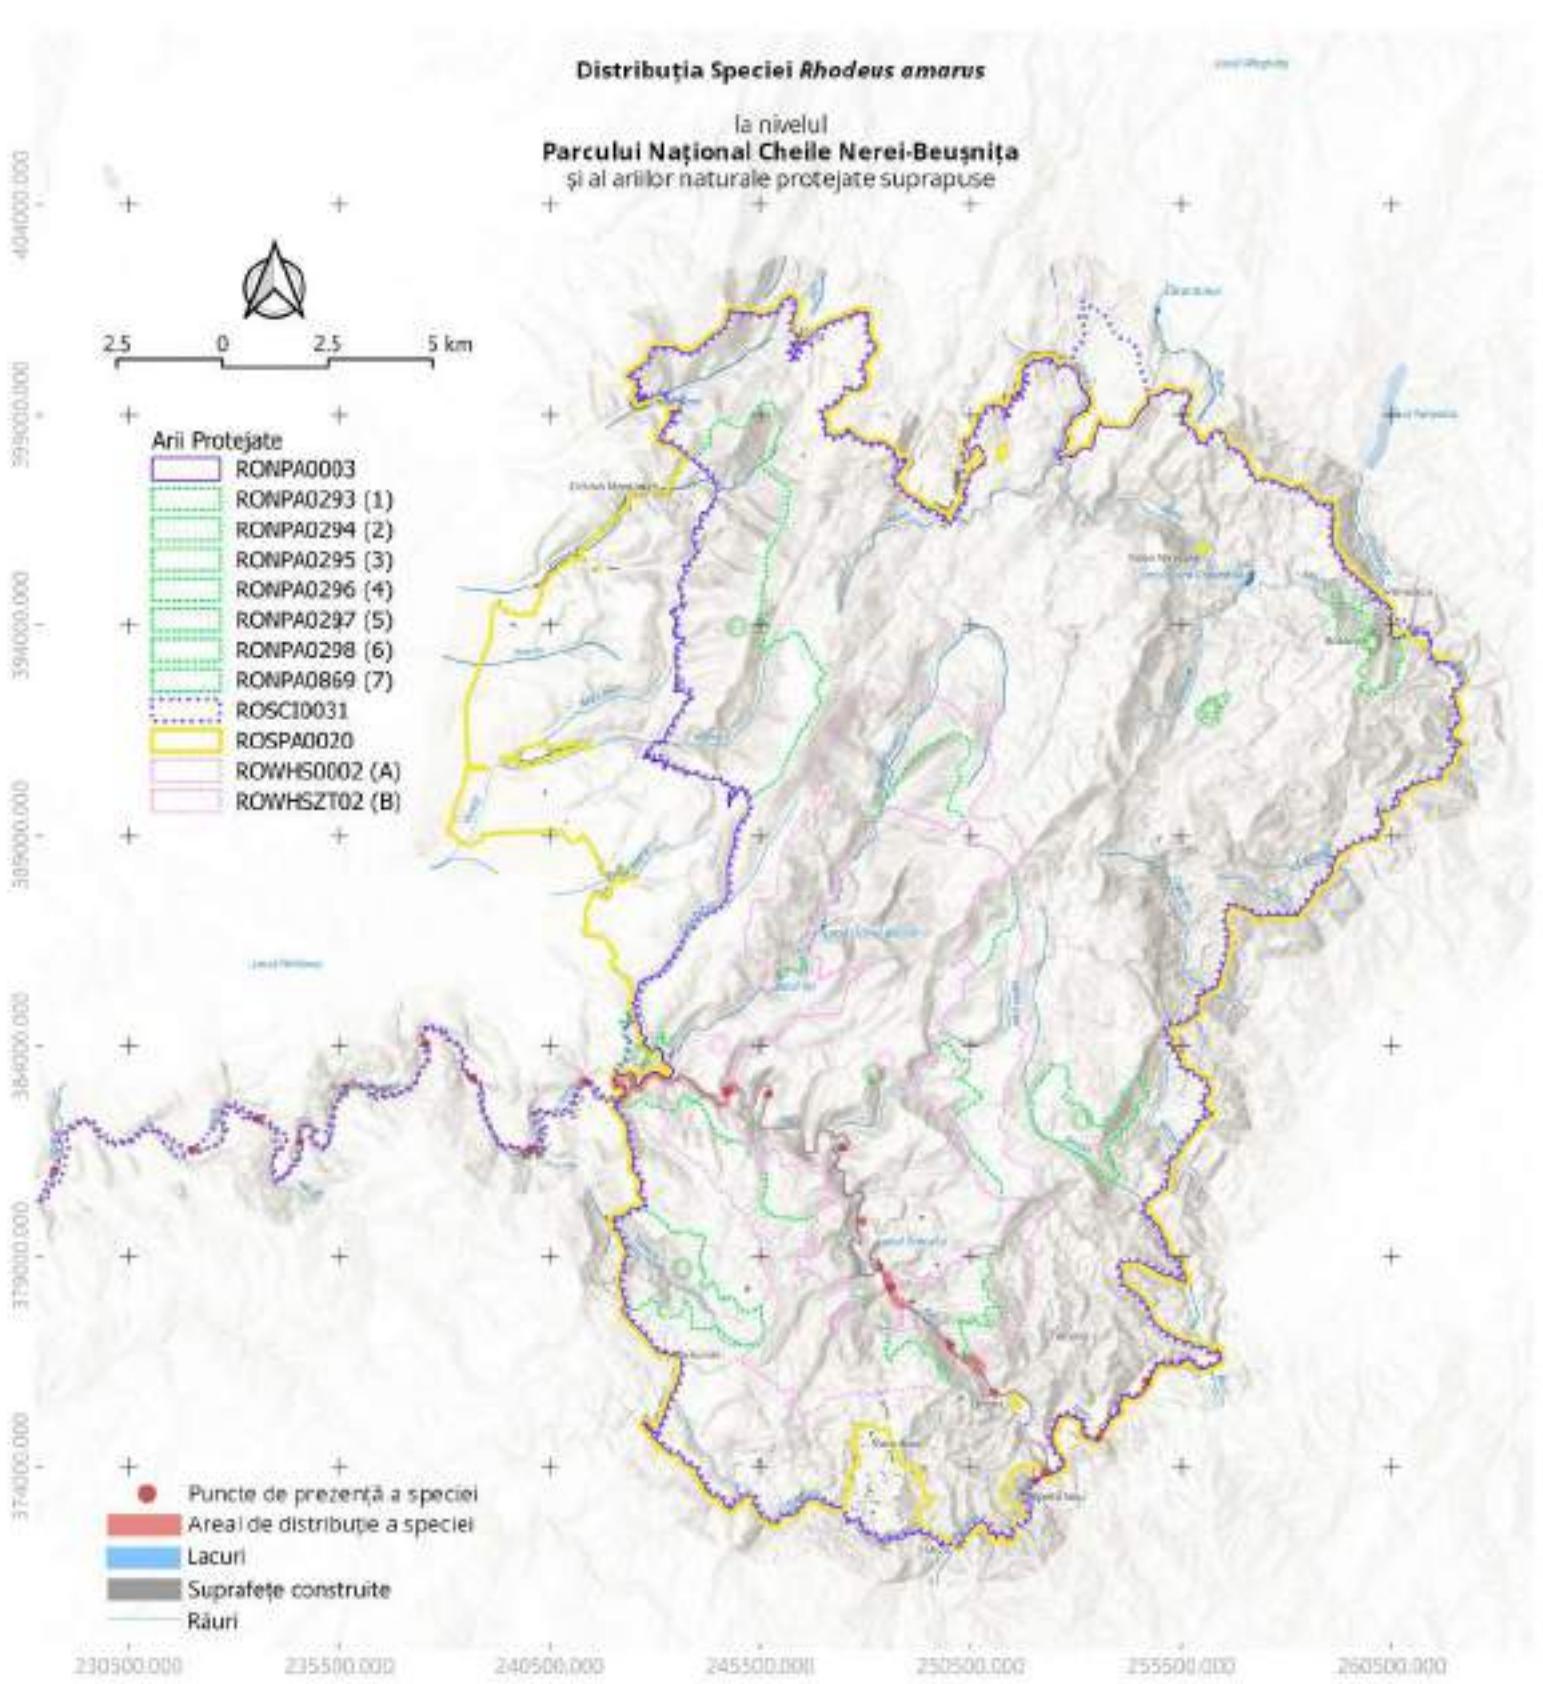 Distribuția Speciei Rhodeus amarus
la nivelul
Parcului Național Cheile Nerei-Beușnița
și al ariilor naturale protejate suprapuse
404000.000
399000.000
394000.000
389000.000
384000.000
379000.000
374000.000
2.5 0 2.5 5 km
Arii Protejate
RONPA0003
RONPA0293 (1)
RONPA0294 (2)
RONPA0295 (3)
RONPA0296 (4)
RONPA0297 (5)
RONPA0298 (6)
RONPA0869 (7)
ROSCI0031
ROSPA0020
ROWHS0002 (A)
ROWHSZT02 (B)
Puncte de prezență a speciei
Areal de distribuție a speciei
Lacuri
Suprafețe construite
Râuri
230500.000 235500.000 240500.000 245500.000 250500.000 255500.000 260500.000